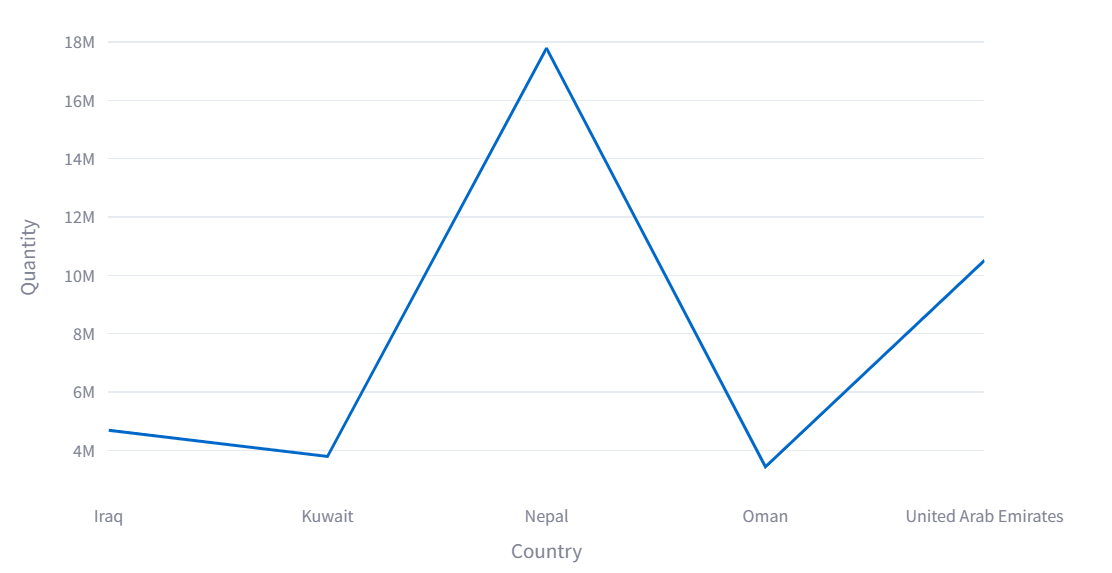 18M
16M
14M
12M
10M
8M
6M
4M
Quantity
Iraq Kuwait Nepal Oman United Arab Emirates
Country